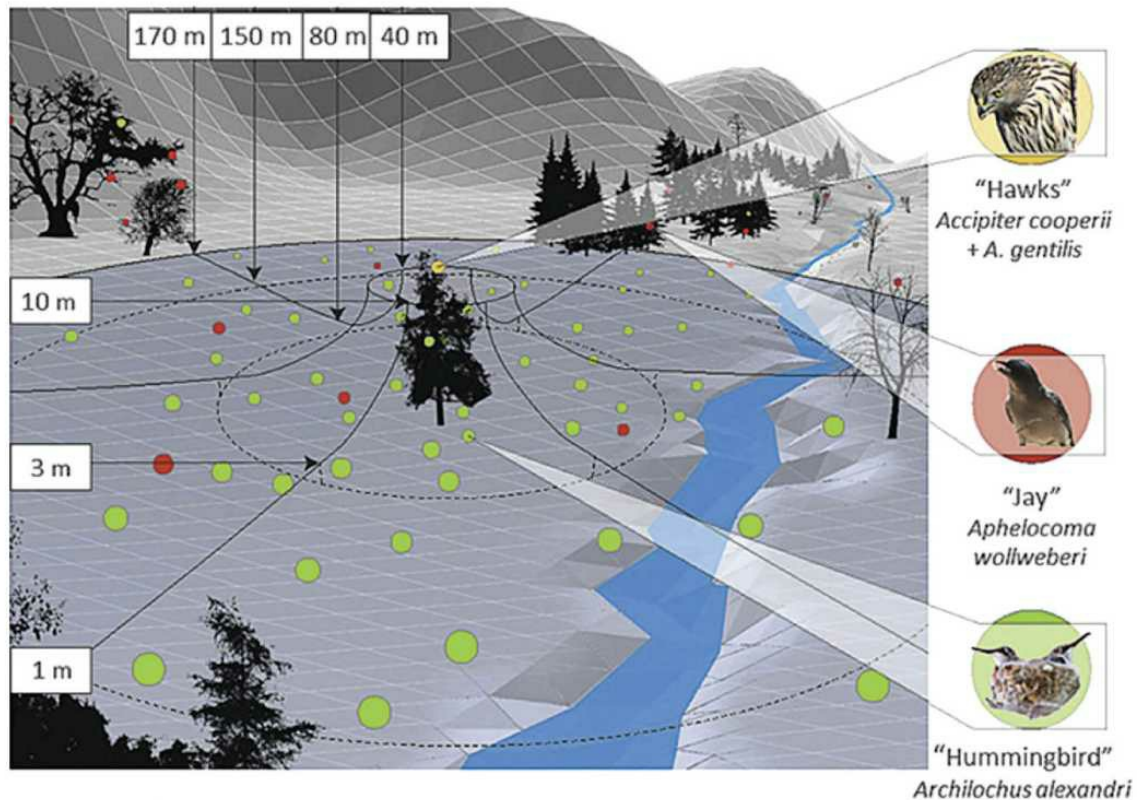 170 m
150 m
80 m
40 m
10 m
3 m
1 m
“Hawks”
Accipiter cooperii
+ A. gentilis
“Jay”
Aphelocoma
wollweberi
“Hummingbird”
Archilochus alexandri